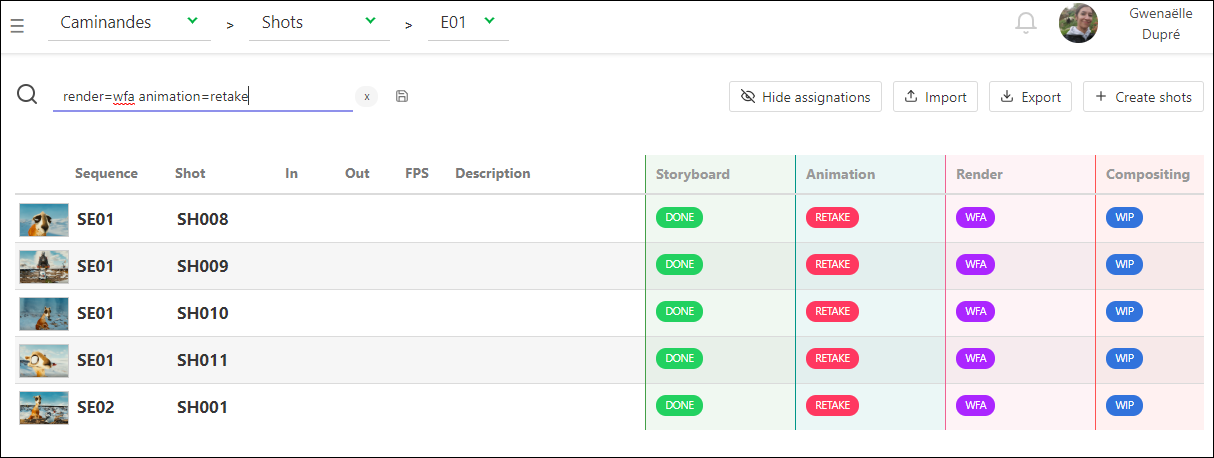 Caminandes > Shots > E01 Gwenaëlle
Dupré
render=wfa animation=retake x Hide assignations Import Export + Create shots
Sequence Shot In Out FPS Description Storyboard Animation Render Compositing
SE01 SH008 DONE RETAKE WFA WIP
SE01 SH009 DONE RETAKE WFA WIP
SE01 SH010 DONE RETAKE WFA WIP
SE01 SH011 DONE RETAKE WFA WIP
SE02 SH001 DONE RETAKE WFA WIP